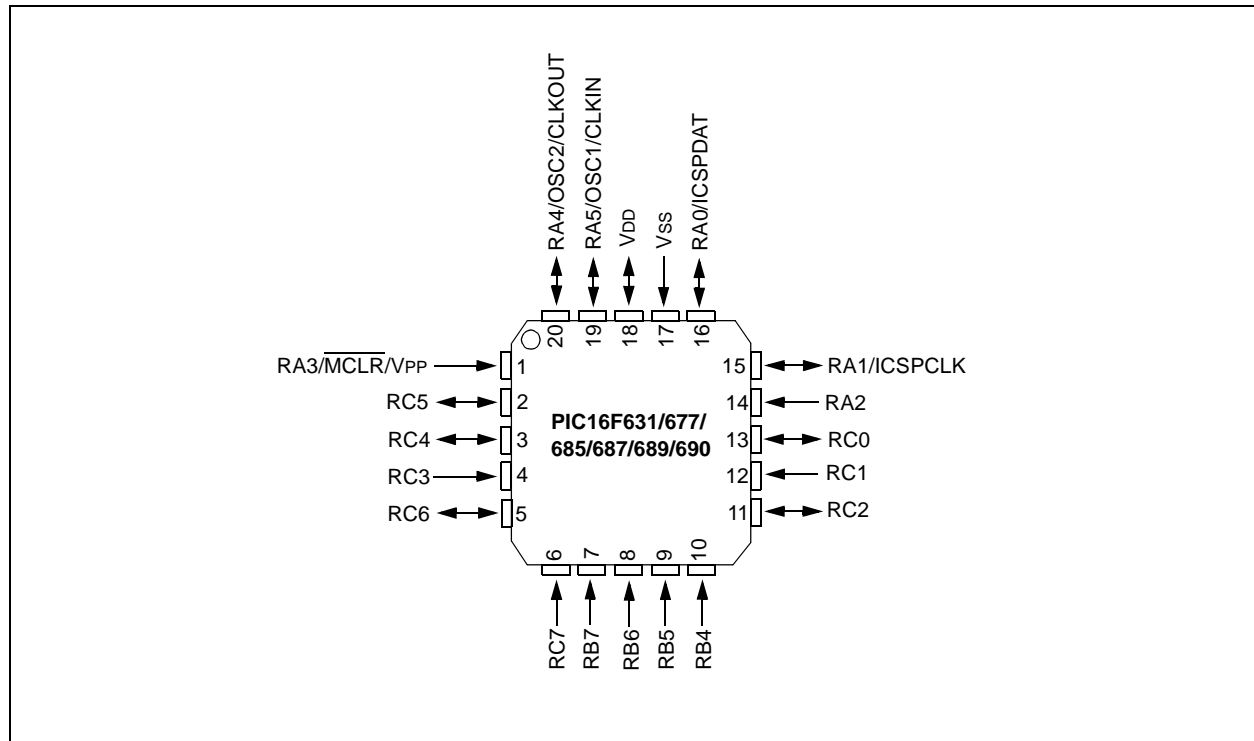 RA4/OSC2/CLKOUT
RA5/OSC1/CLKIN
VDD
VSS
RA0/ICSPDAT
20
19
18
17
16
RA3/MCLR/VPP 1
RC5 2
RC4 3
RC3 4
RC6 5
PIC16F631/677/
685/687/689/690
15 RA1/ICSPCLK
14 RA2
13 RC0
12 RC1
11 RC2
6
7
8
9
10
RC7
RB7
RB6
RB5
RB4